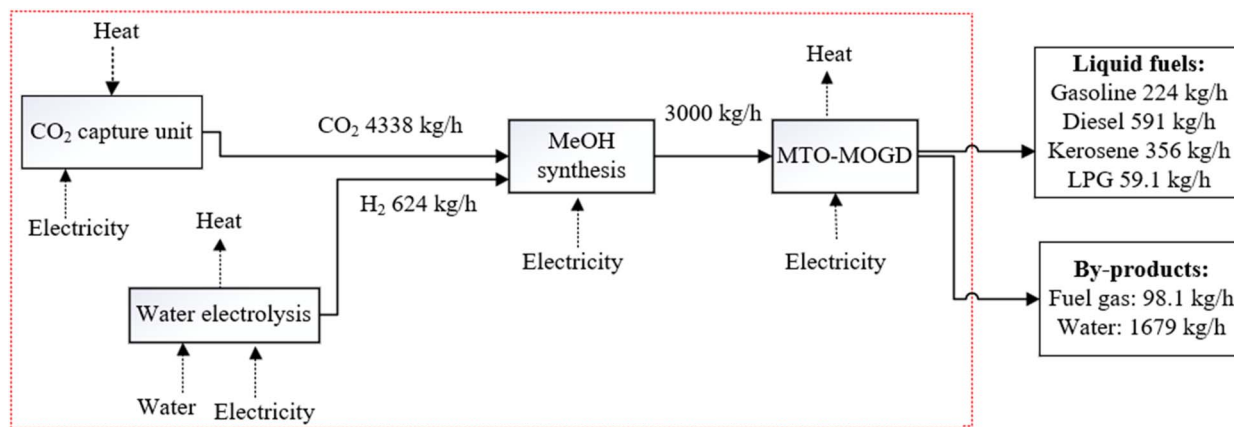 Heat
CO₂ capture unit
Electricity
CO₂ 4338 kg/h
H₂ 624 kg/h
Heat
Water electrolysis
Water
Electricity
MeOH
synthesis
Electricity
3000 kg/h
Heat
MTO-MOGD
Electricity
Liquid fuels:
Gasoline 224 kg/h
Diesel 591 kg/h
Kerosene 356 kg/h
LPG 59.1 kg/h
By-products:
Fuel gas: 98.1 kg/h
Water: 1679 kg/h